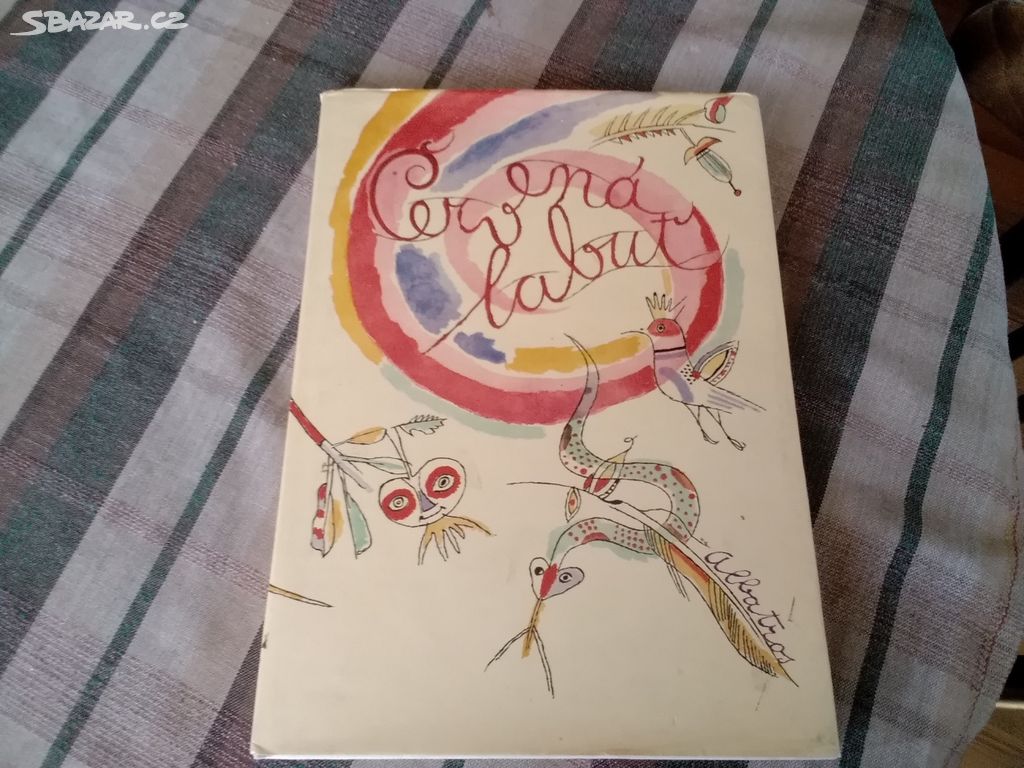 SBAZAR.CZ
Červená
labuť
albatros